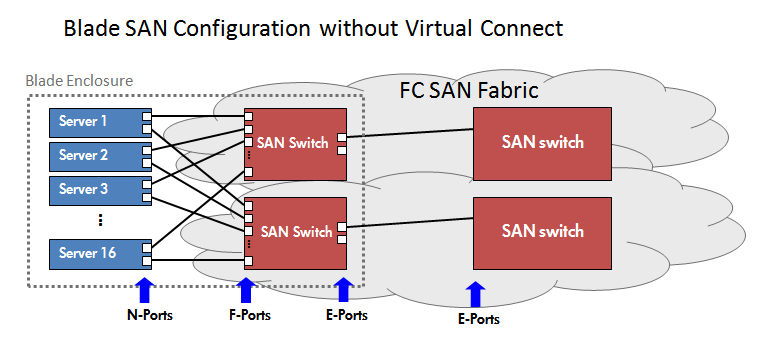 Blade SAN Configuration without Virtual Connect
Blade Enclosure
FC SAN Fabric
Server 1
Server 2
Server 3
Server 16
SAN Switch
SAN Switch
SAN switch
SAN switch
N-Ports
F-Ports
E-Ports
E-Ports